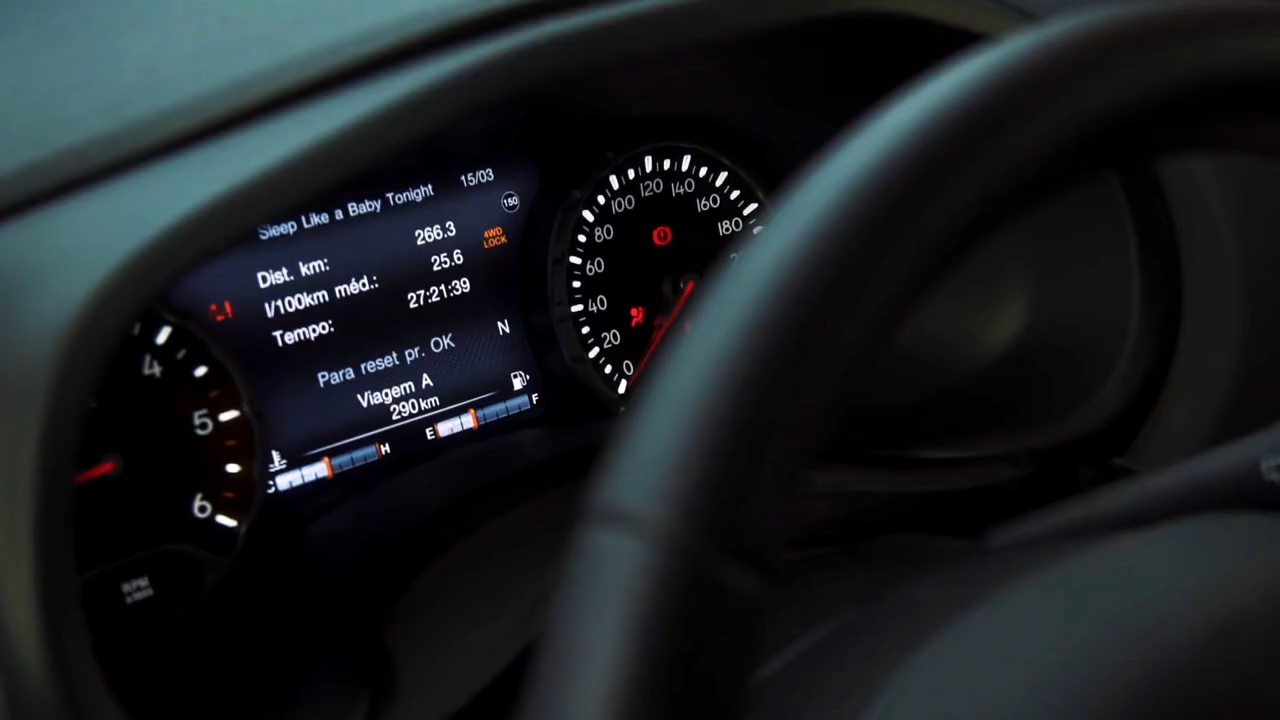 Sleep Like a Baby Tonight 15/03
150
Dist. km: 266.3
4WD
LOCK
l/100km méd.: 25.6
Tempo: 27:21:39
Para reset pr. OK
N
Viagem A
290 km
C H
E F
4
5
6
RPM
0
20
40
60
80
100
120
140
160
180